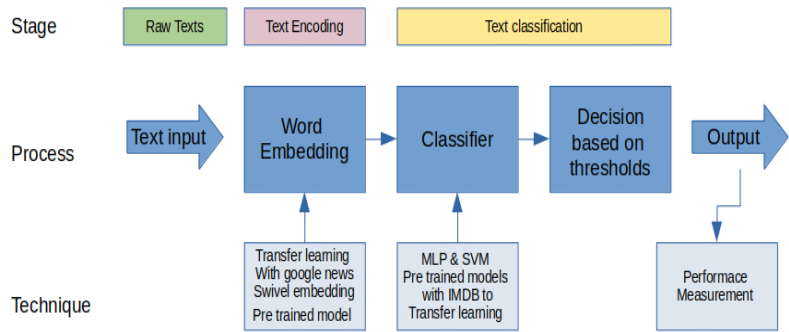 Stage
Raw Texts
Text Encoding
Text classification
Process
Text input
Word
Embedding
Classifier
Decision
based on
thresholds
Output
Technique
Transfer learning
With google news
Swivel embedding
Pre trained model
MLP & SVM
Pre trained models
with IMDB to
Transfer learning
Performace
Measurement